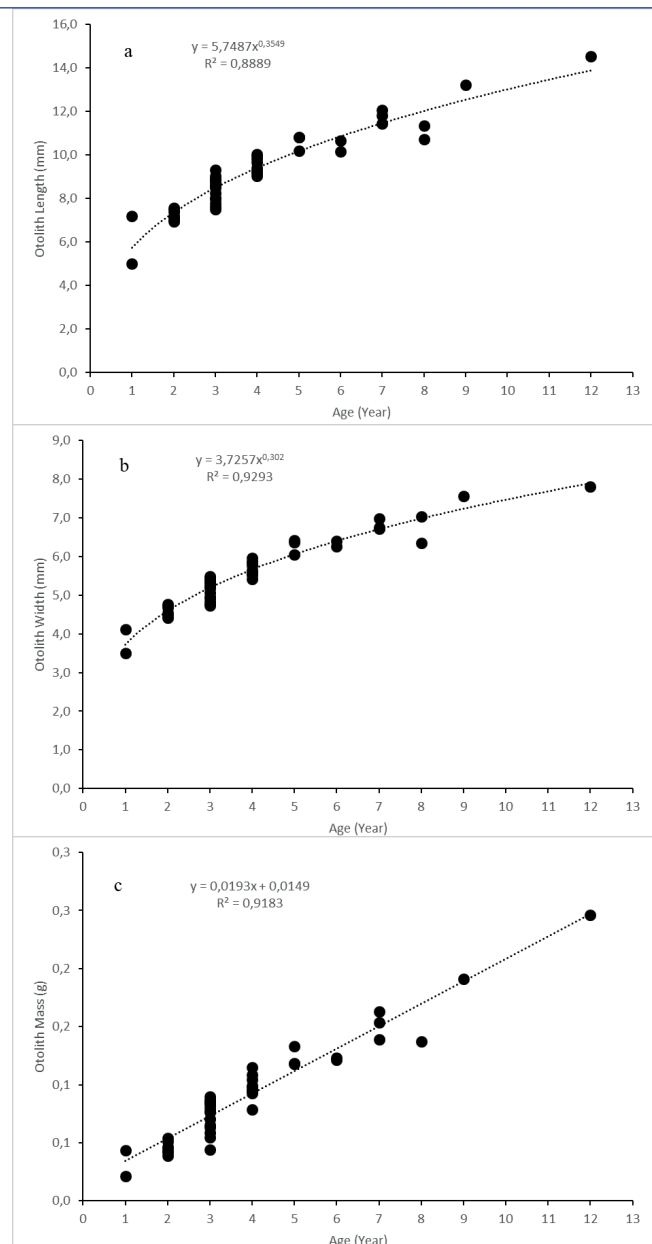 a
y = 5,7487x^0,3549
R² = 0,8889
Otolith Length (mm)
16,0
14,0
12,0
10,0
8,0
6,0
4,0
2,0
0,0
0 1 2 3 4 5 6 7 8 9 10 11 12 13
Age (Year)
b
y = 3,7257x^0,302
R² = 0,9293
Otolith Width (mm)
9,0
8,0
7,0
6,0
5,0
4,0
3,0
2,0
1,0
0,0
0 1 2 3 4 5 6 7 8 9 10 11 12 13
Age (Year)
c
y = 0,0193x + 0,0149
R² = 0,9183
Otolith Mass (g)
0,3
0,3
0,2
0,2
0,1
0,1
0,0
0 1 2 3 4 5 6 7 8 9 10 11 12 13
Age (Year)